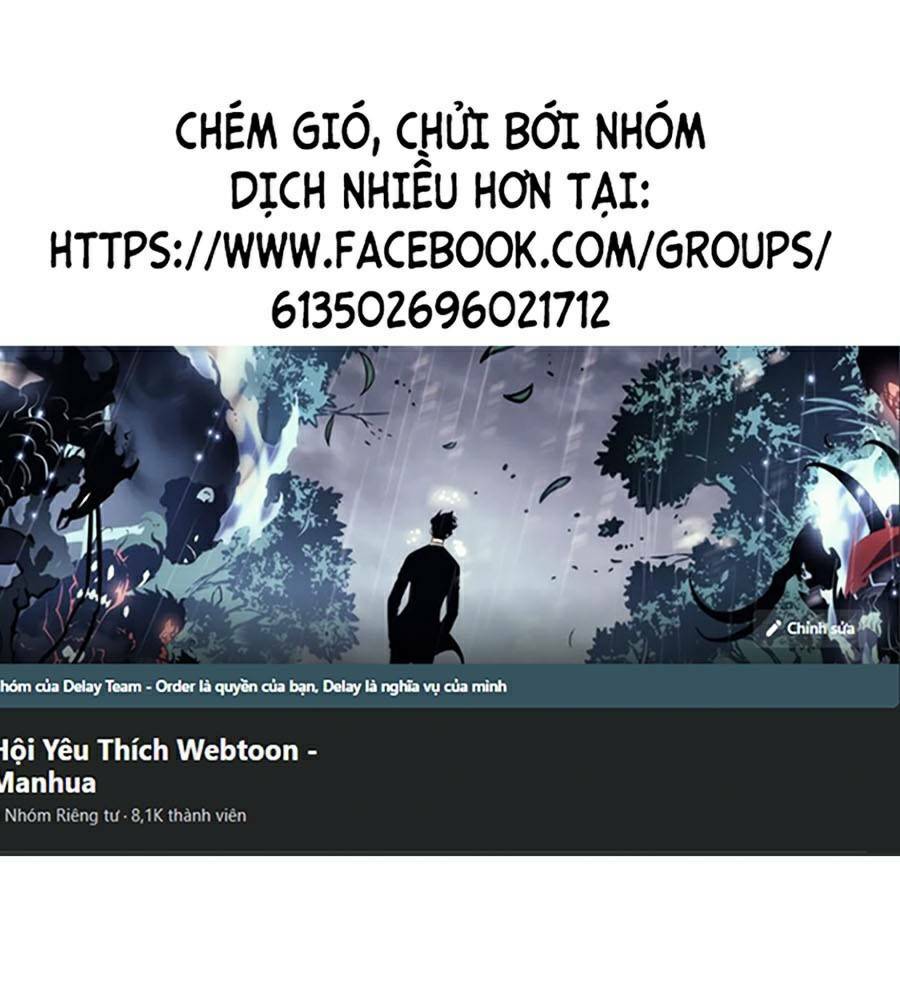 CHÉM GIÓ, CHỬI BỚI NHÓM
DỊCH NHIỀU HƠN TẠI:
HTTPS://WWW.FACEBOOK.COM/GROUPS/
613502696021712
Chỉnh sửa
hóm của Delay Team - Order là quyền của bạn, Delay là nghĩa vụ của mình
Hội Yêu Thích Webtoon -
Manhua
Nhóm Riêng tư · 8,1K thành viên